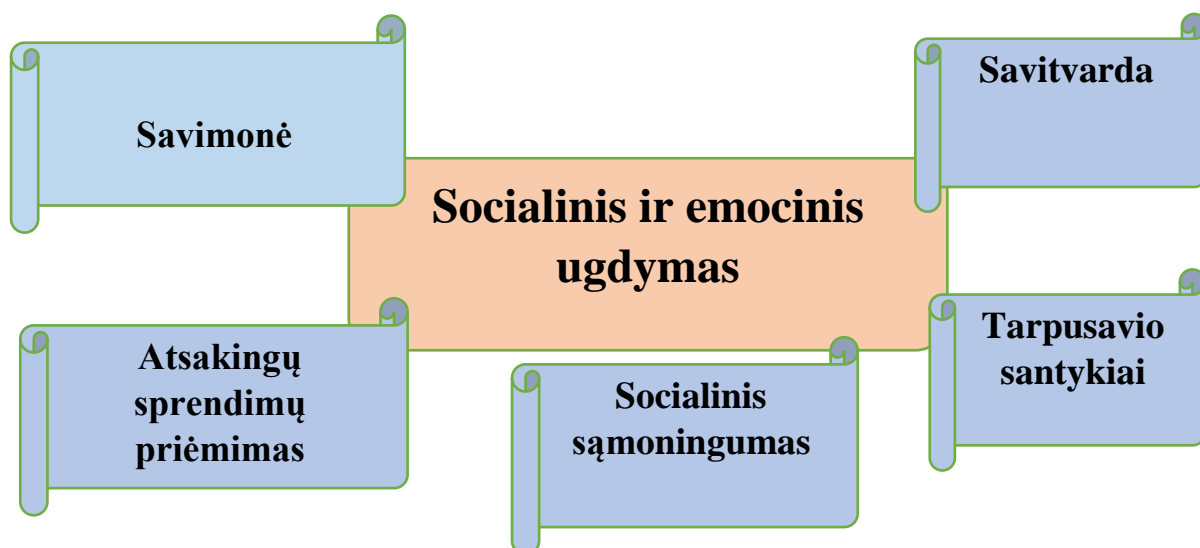 Savimonė
Savitvarda
Socialinis ir emocinis
ugdymas
Atsakingų
sprendimų
priėmimas
Socialinis
sąmoningumas
Tarpusavio
santykiai